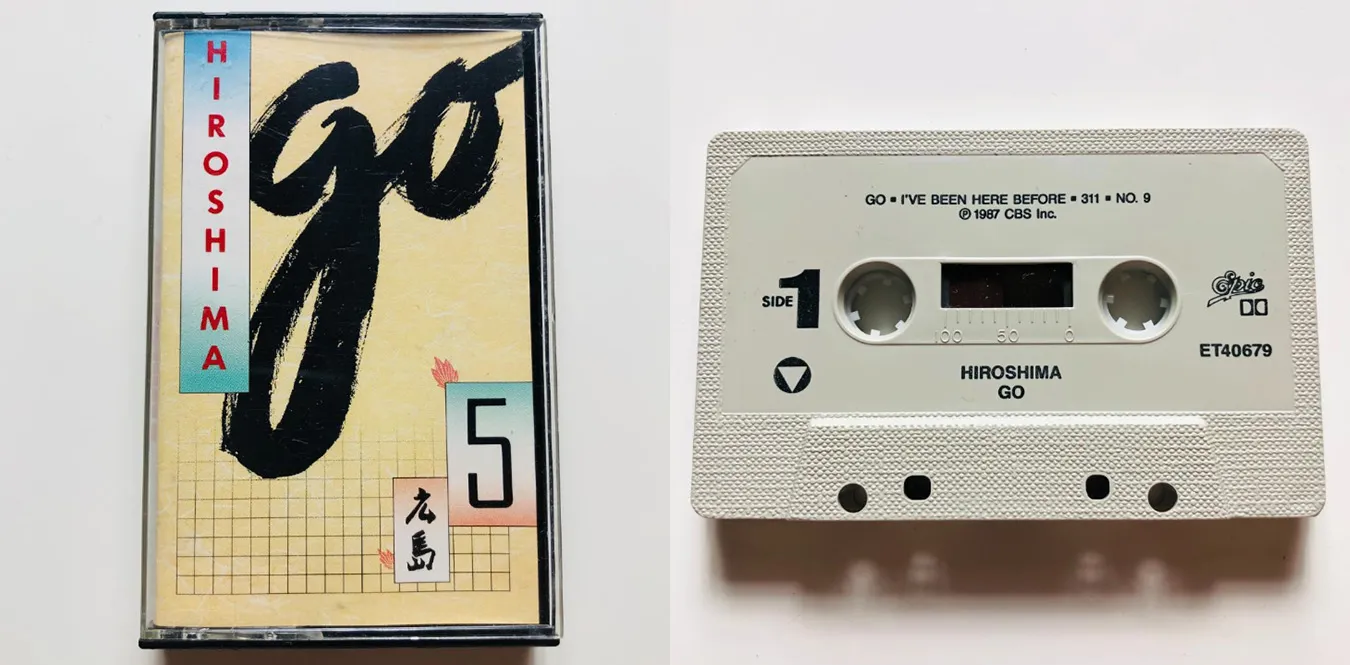 HIROSHIMA
go
5
広島
GO ▪ I'VE BEEN HERE BEFORE ▪ 311 ▪ NO. 9
℗ 1987 CBS Inc.
SIDE 1
100 50 0
Epic
ET40679
HIROSHIMA
GO